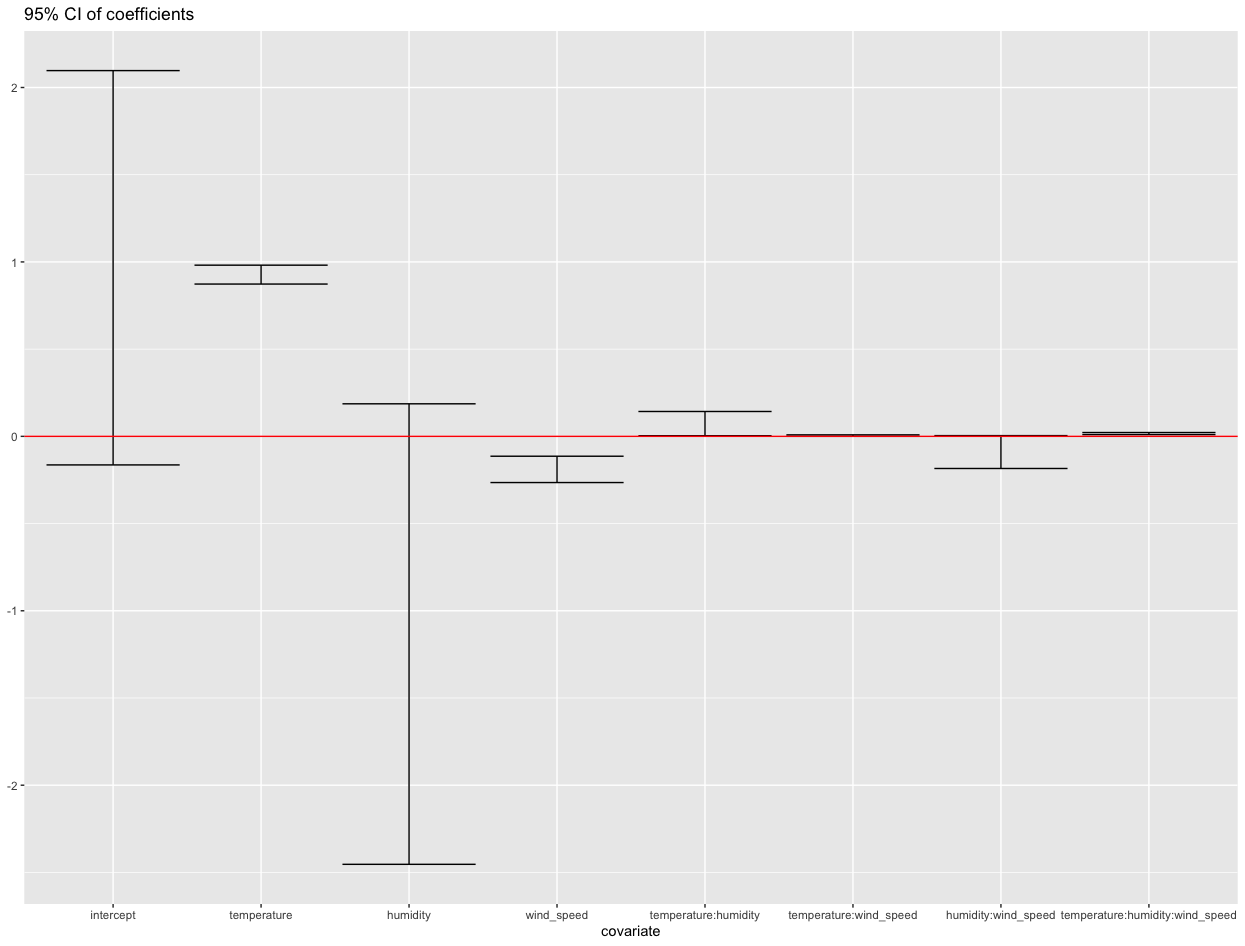 95% CI of coefficients
2
1
0
-1
-2
intercept temperature humidity wind_speed temperature:humidity temperature:wind_speed humidity:wind_speed temperature:humidity:wind_speed
covariate